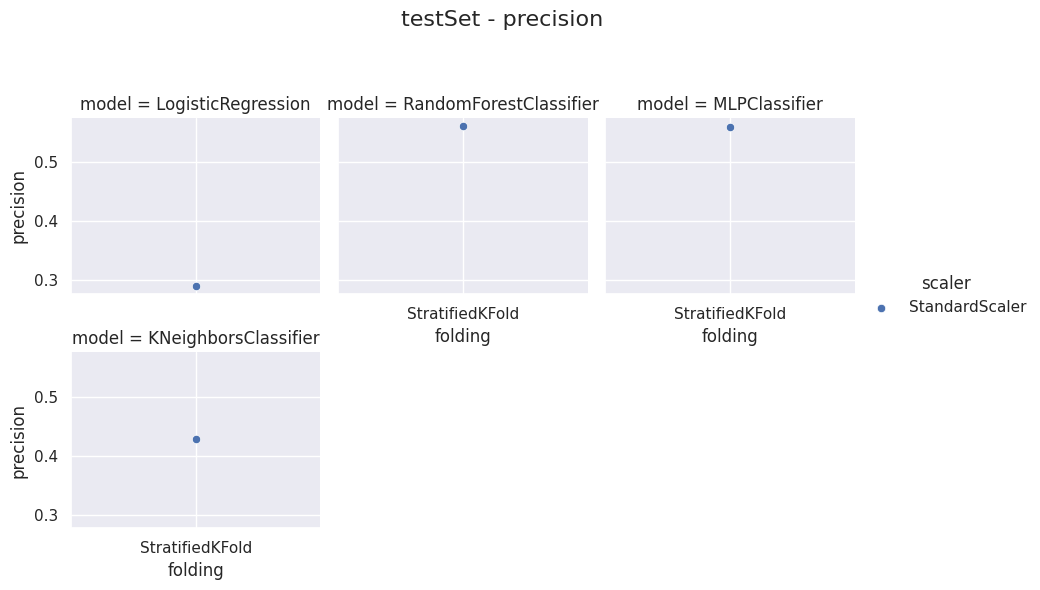 testSet - precision
model = LogisticRegression
model = RandomForestClassifier
model = MLPClassifier
precision
0.5
0.4
0.3
StratifiedKFold
folding
StratifiedKFold
folding
scaler
StandardScaler
model = KNeighborsClassifier
precision
0.5
0.4
0.3
StratifiedKFold
folding